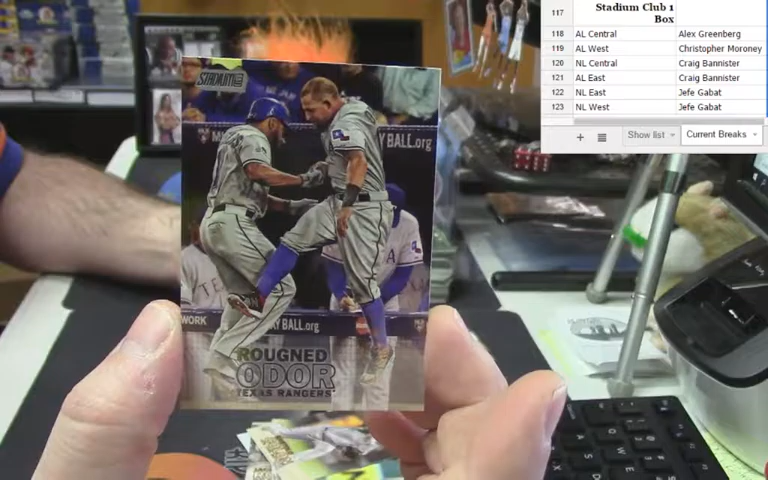 117 Stadium Club 1
Box
118 AL Central Alex Greenberg
119 AL West Christopher Moroney
120 NL Central Craig Bannister
121 AL East Craig Bannister
122 NL East Jefe Gabat
123 NL West Jefe Gabat
+ Show list Current Breaks
STADIUM
BALL.org
WORK
BALL.org
ROUGNED
ODOR
TEXAS RANGERS